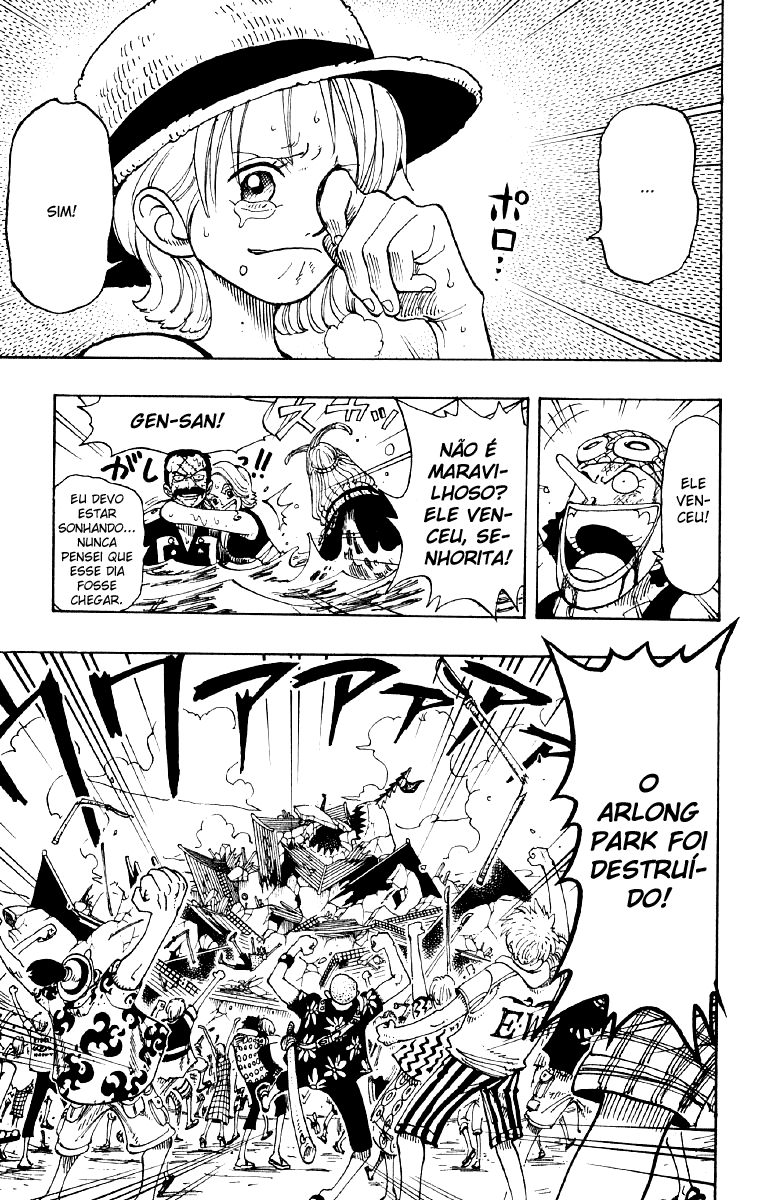 ...
SIM!
ポロ...
ELE
VEN-
CEU!
NÃO É
MARAVI-
LHOSO?
ELE VEN-
CEU, SE-
NHORITA!
GEN-SAN!
EU DEVO
ESTAR
SONHANDO...
NUNCA
PENSEI QUE
ESSE DIA
FOSSE
CHEGAR.
O
ARLONG
PARK FOI
DESTRUÍ-
DO!